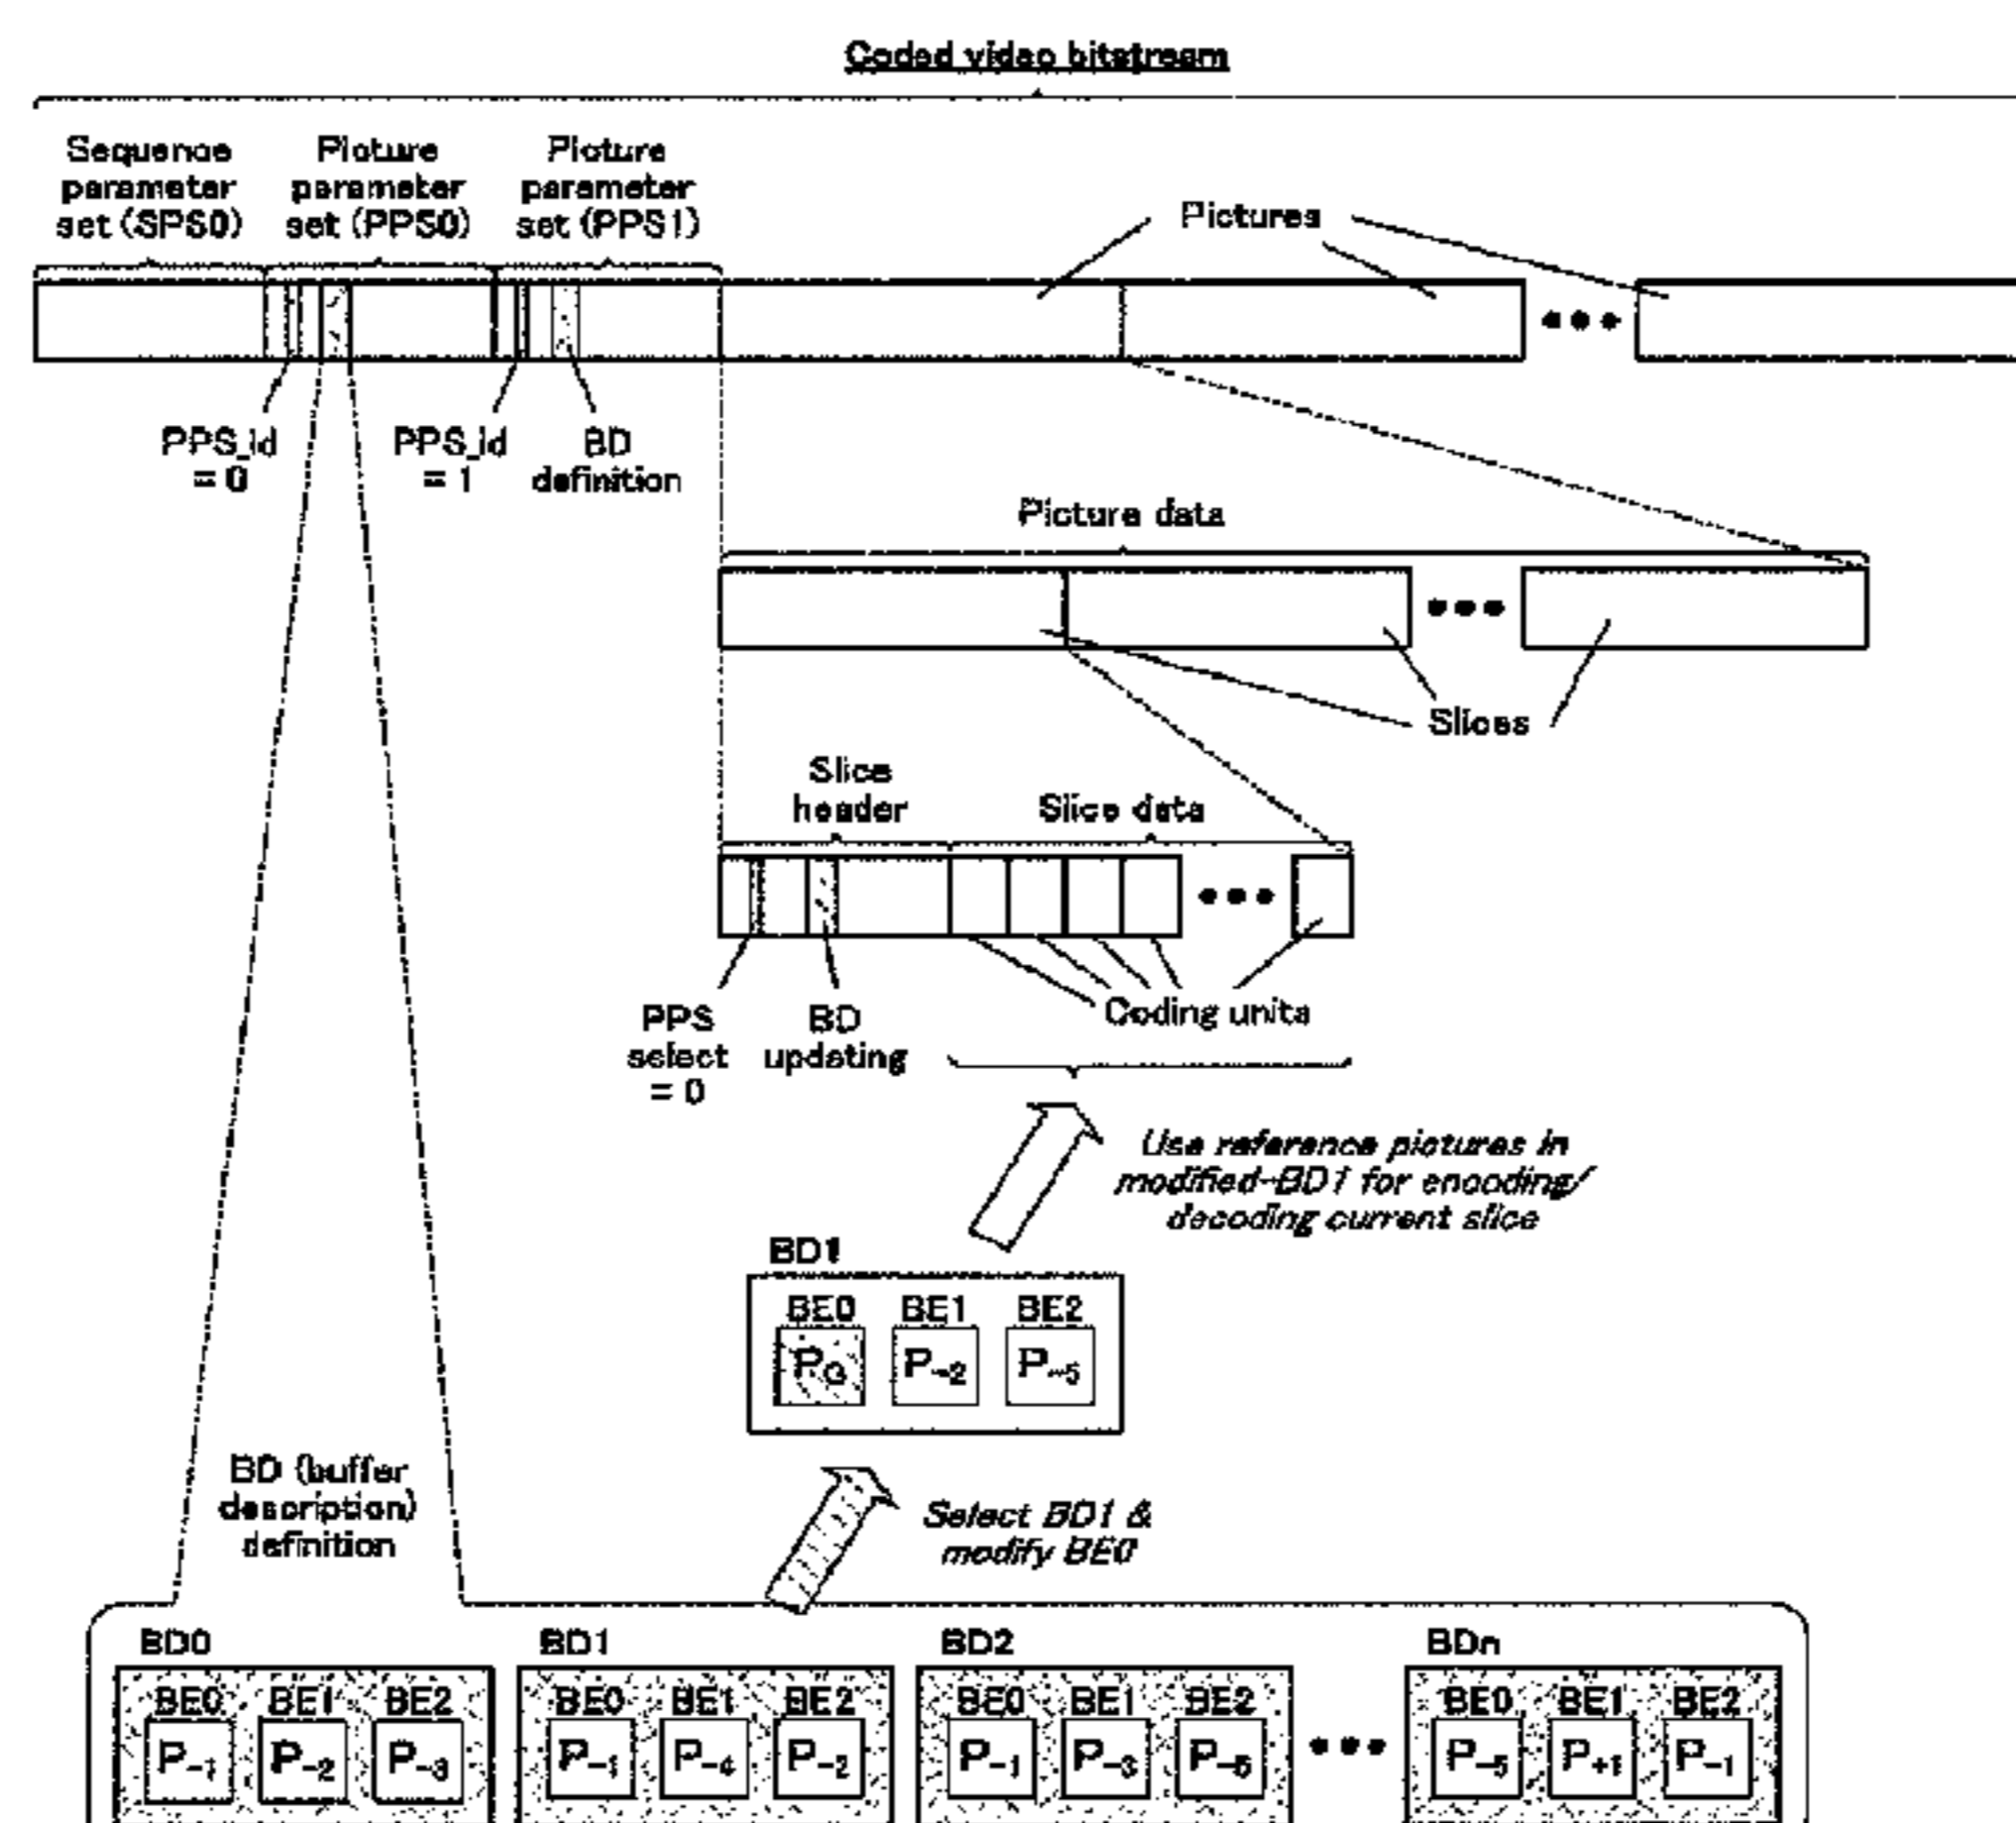 Coded video bitstream
Sequence
parameter
set (SPS0)
Picture
parameter
set (PPS0)
Picture
parameter
set (PPS1)
Pictures
PPS_id
= 0
PPS_id
= 1
BD
definition
Picture data
Slices
Slice
header
Slice data
PPS
select
= 0
BD
updating
Coding units
Use reference pictures in
modified-BD1 for encoding/
decoding current slice
BD1
BE0 BE1 BE2
P₀ P₋₂ P₋₅
BD (buffer
description)
definition
Select BD1 &
modify BE0
BD0 BD1 BD2 BDn
BE0 BE1 BE2 BE0 BE1 BE2 BE0 BE1 BE2 BE0 BE1 BE2
P₋₁ P₋₂ P₋₃ P₋₁ P₋₄ P₋₂ P₋₁ P₋₃ P₋₅ P₊₁ P₋₁